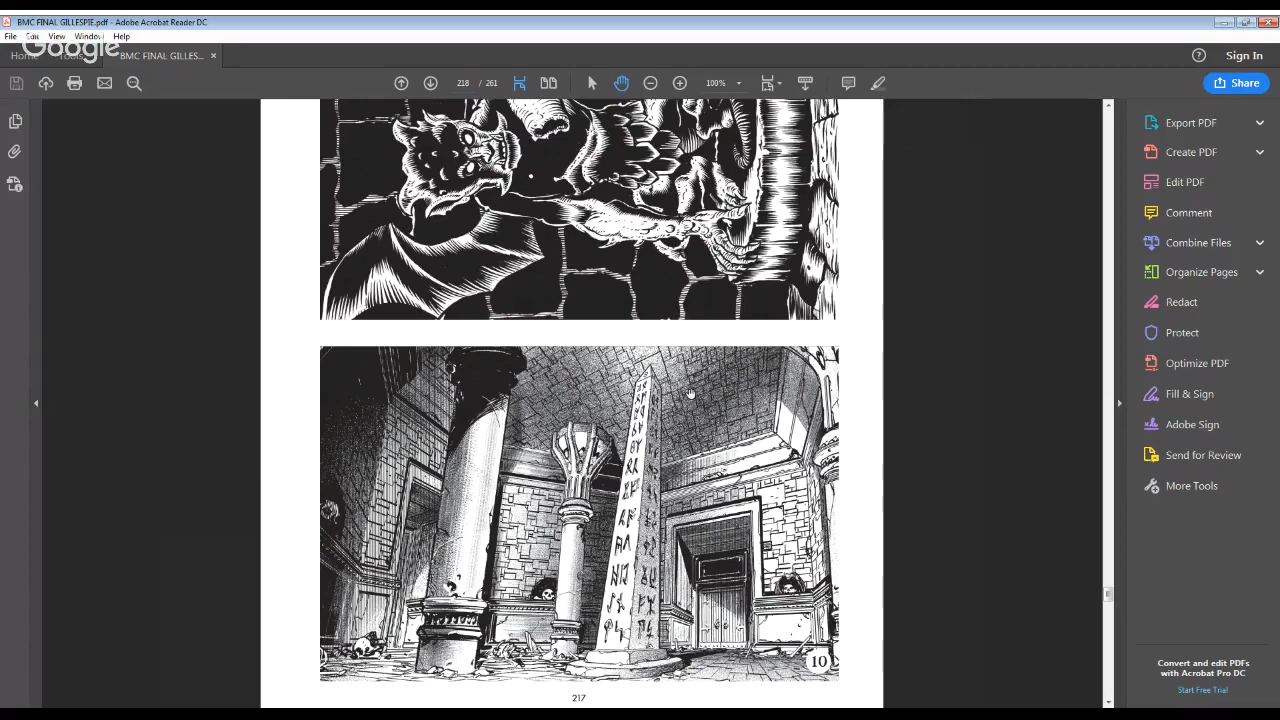 BMC FINAL GILLESPIE.pdf - Adobe Acrobat Reader DC
File Edit View Window Help
Google
Home Tools BMC FINAL GILLES... Sign In
218 / 261 100% Share
Export PDF
Create PDF
Edit PDF
Comment
Combine Files
Organize Pages
Redact
Protect
Optimize PDF
Fill & Sign
Adobe Sign
Send for Review
More Tools
10
217
Convert and edit PDFs
with Acrobat Pro DC
Start Free Trial